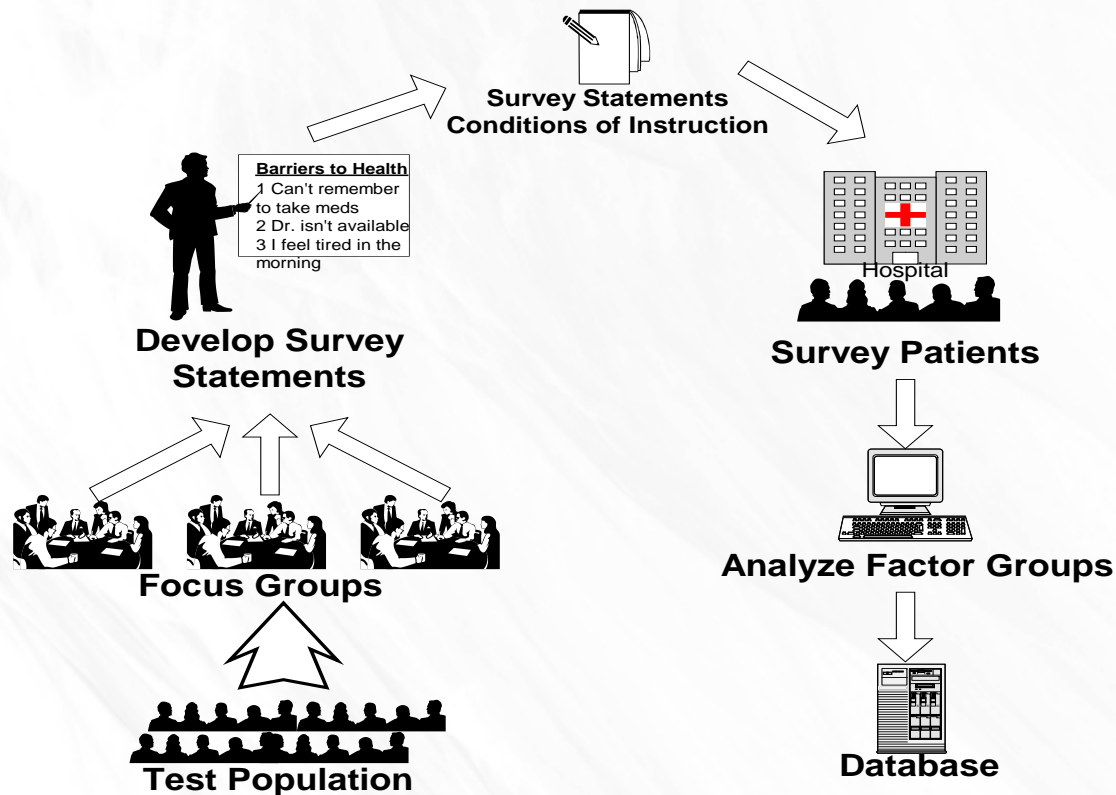 Survey Statements
Conditions of Instruction
Barriers to Health
1 Can't remember
to take meds
2 Dr. isn't available
3 I feel tired in the
morning
Hospital
Develop Survey
Statements
Survey Patients
Focus Groups
Analyze Factor Groups
Test Population
Database